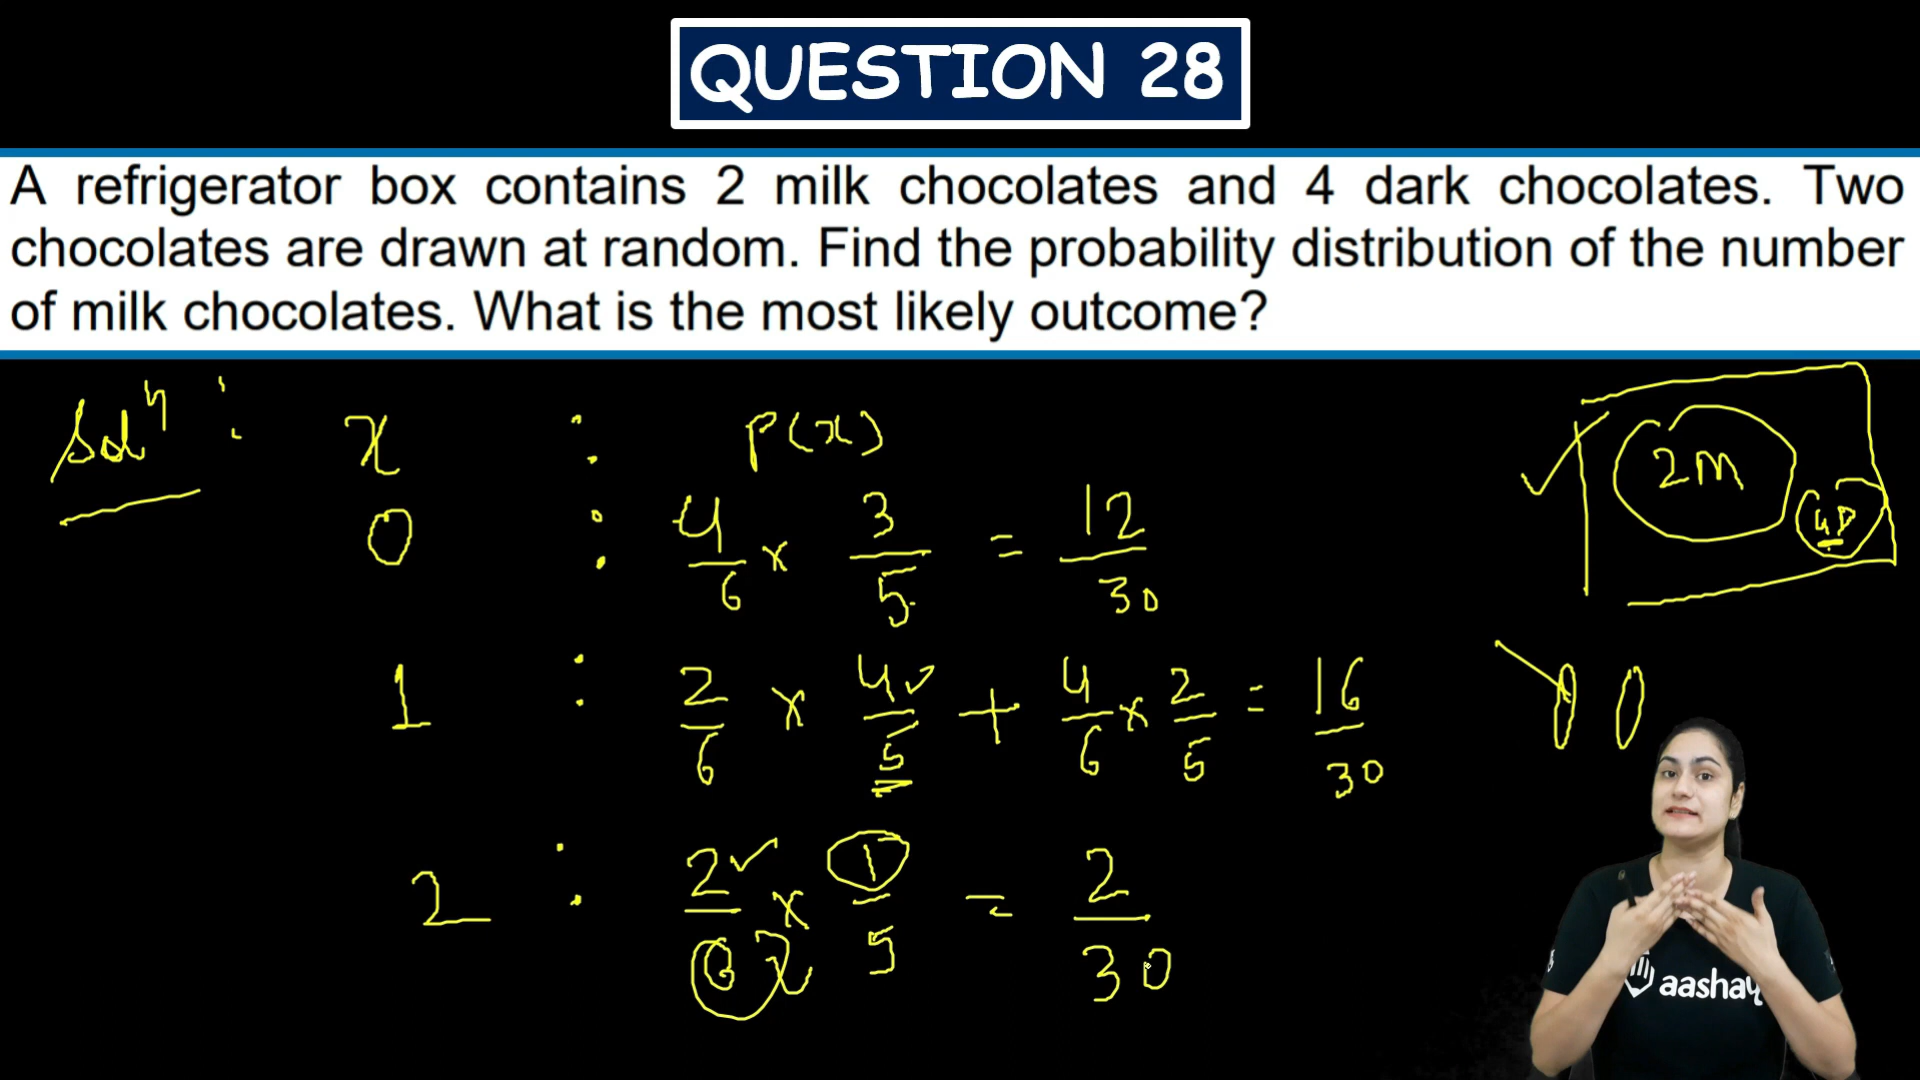 QUESTION 28
A refrigerator box contains 2 milk chocolates and 4 dark chocolates. Two
chocolates are drawn at random. Find the probability distribution of the number
of milk chocolates. What is the most likely outcome?
Solⁿ : x : P(x)
2M
4D
0 : 4/6 x 3/5 = 12/30
1 : 2/6 x 4/5 + 4/6 x 2/5 = 16/30
0 0
2 : 2/6 x 1/5 = 2/30
aashay